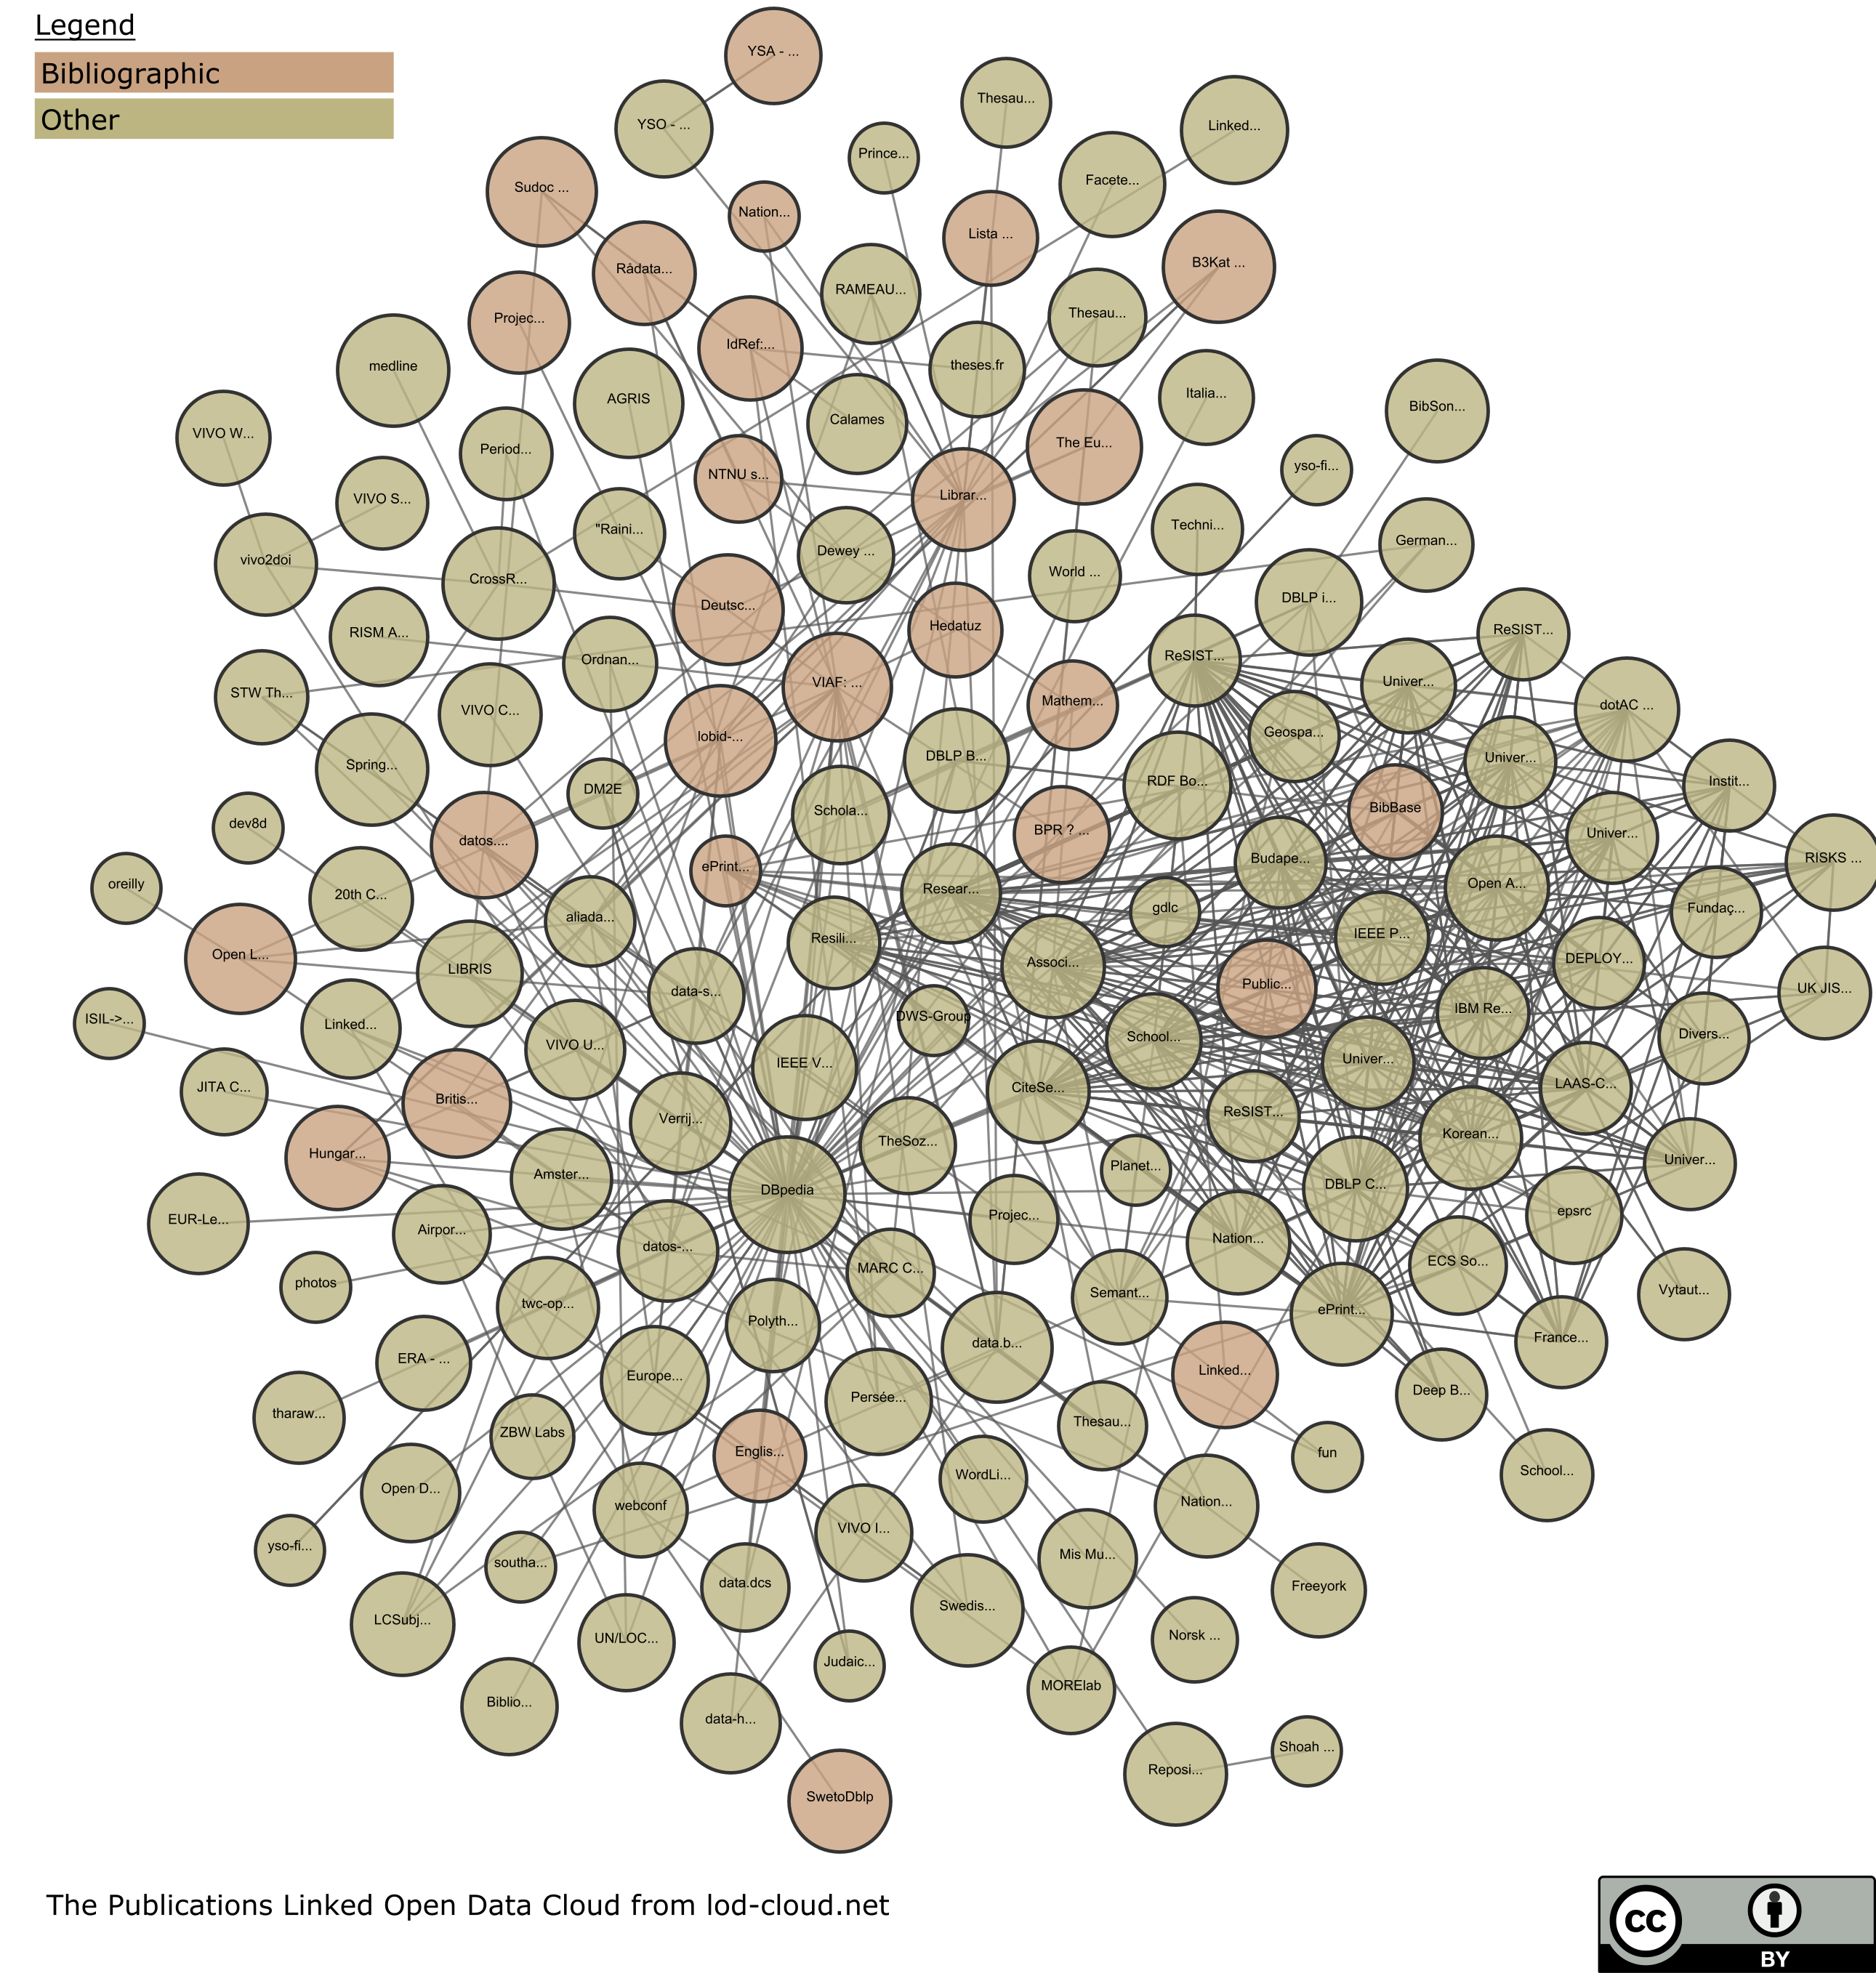 Legend
Bibliographic
Other
YSA - ...
Thesau...
YSO - ...
Linked...
Prince...
Facete...
Sudoc ...
Nation...
Lista ...
B3Kat ...
Rådata...
RAMEAU...
Thesau...
Projec...
IdRef:...
theses.fr
medline
AGRIS
Calames
Italia...
BibSon...
VIVO W...
Period...
The Eu...
yso-fi...
NTNU s...
VIVO S...
Librar...
"Raini...
Techni...
German...
Dewey ...
vivo2doi
CrossR...
World ...
DBLP i...
Deutsc...
RISM A...
Hedatuz
ReSIST...
Ordnan...
ReSIST...
STW Th...
VIAF: ...
Univer...
VIVO C...
Mathem...
dotAC ...
lobid-...
Geospa...
Spring...
DBLP B...
Univer...
RDF Bo...
Instit...
DM2E
Schola...
BibBase
dev8d
datos....
BPR ? ...
Univer...
ePrint...
Budape...
RISKS ...
oreilly
20th C...
Resear...
Open A...
aliada...
gdlc
Fundaç...
Resili...
IEEE P...
Open L...
LIBRIS
Associ...
DEPLOY...
data-s...
Public...
UK JIS...
ISIL->...
Linked...
DWS-Group
IBM Re...
VIVO U...
IEEE V...
School...
Univer...
Divers...
JITA C...
Britis...
CiteSe...
LAAS-C...
Verrij...
ReSIST...
Hungar...
TheSoz...
Korean...
Amster...
Planet...
Univer...
DBpedia
DBLP C...
EUR-Le...
Airpor...
Projec...
epsrc
datos-...
Nation...
photos
MARC C...
ECS So...
twc-op...
Semant...
Vytaut...
Polyth...
ePrint...
ERA - ...
data.b...
France...
Europe...
Linked...
tharaw...
Persée...
Deep B...
ZBW Labs
Englis...
Thesau...
fun
Open D...
WordLi...
School...
webconf
Nation...
yso-fi...
VIVO I...
southa...
data.dcs
Mis Mu...
Freeyork
LCSubj...
Swedis...
UN/LOC...
Judaic...
Norsk ...
Biblio...
MORElab
data-h...
Shoah ...
Reposi...
SwetoDblp
The Publications Linked Open Data Cloud from lod-cloud.net
cc
BY